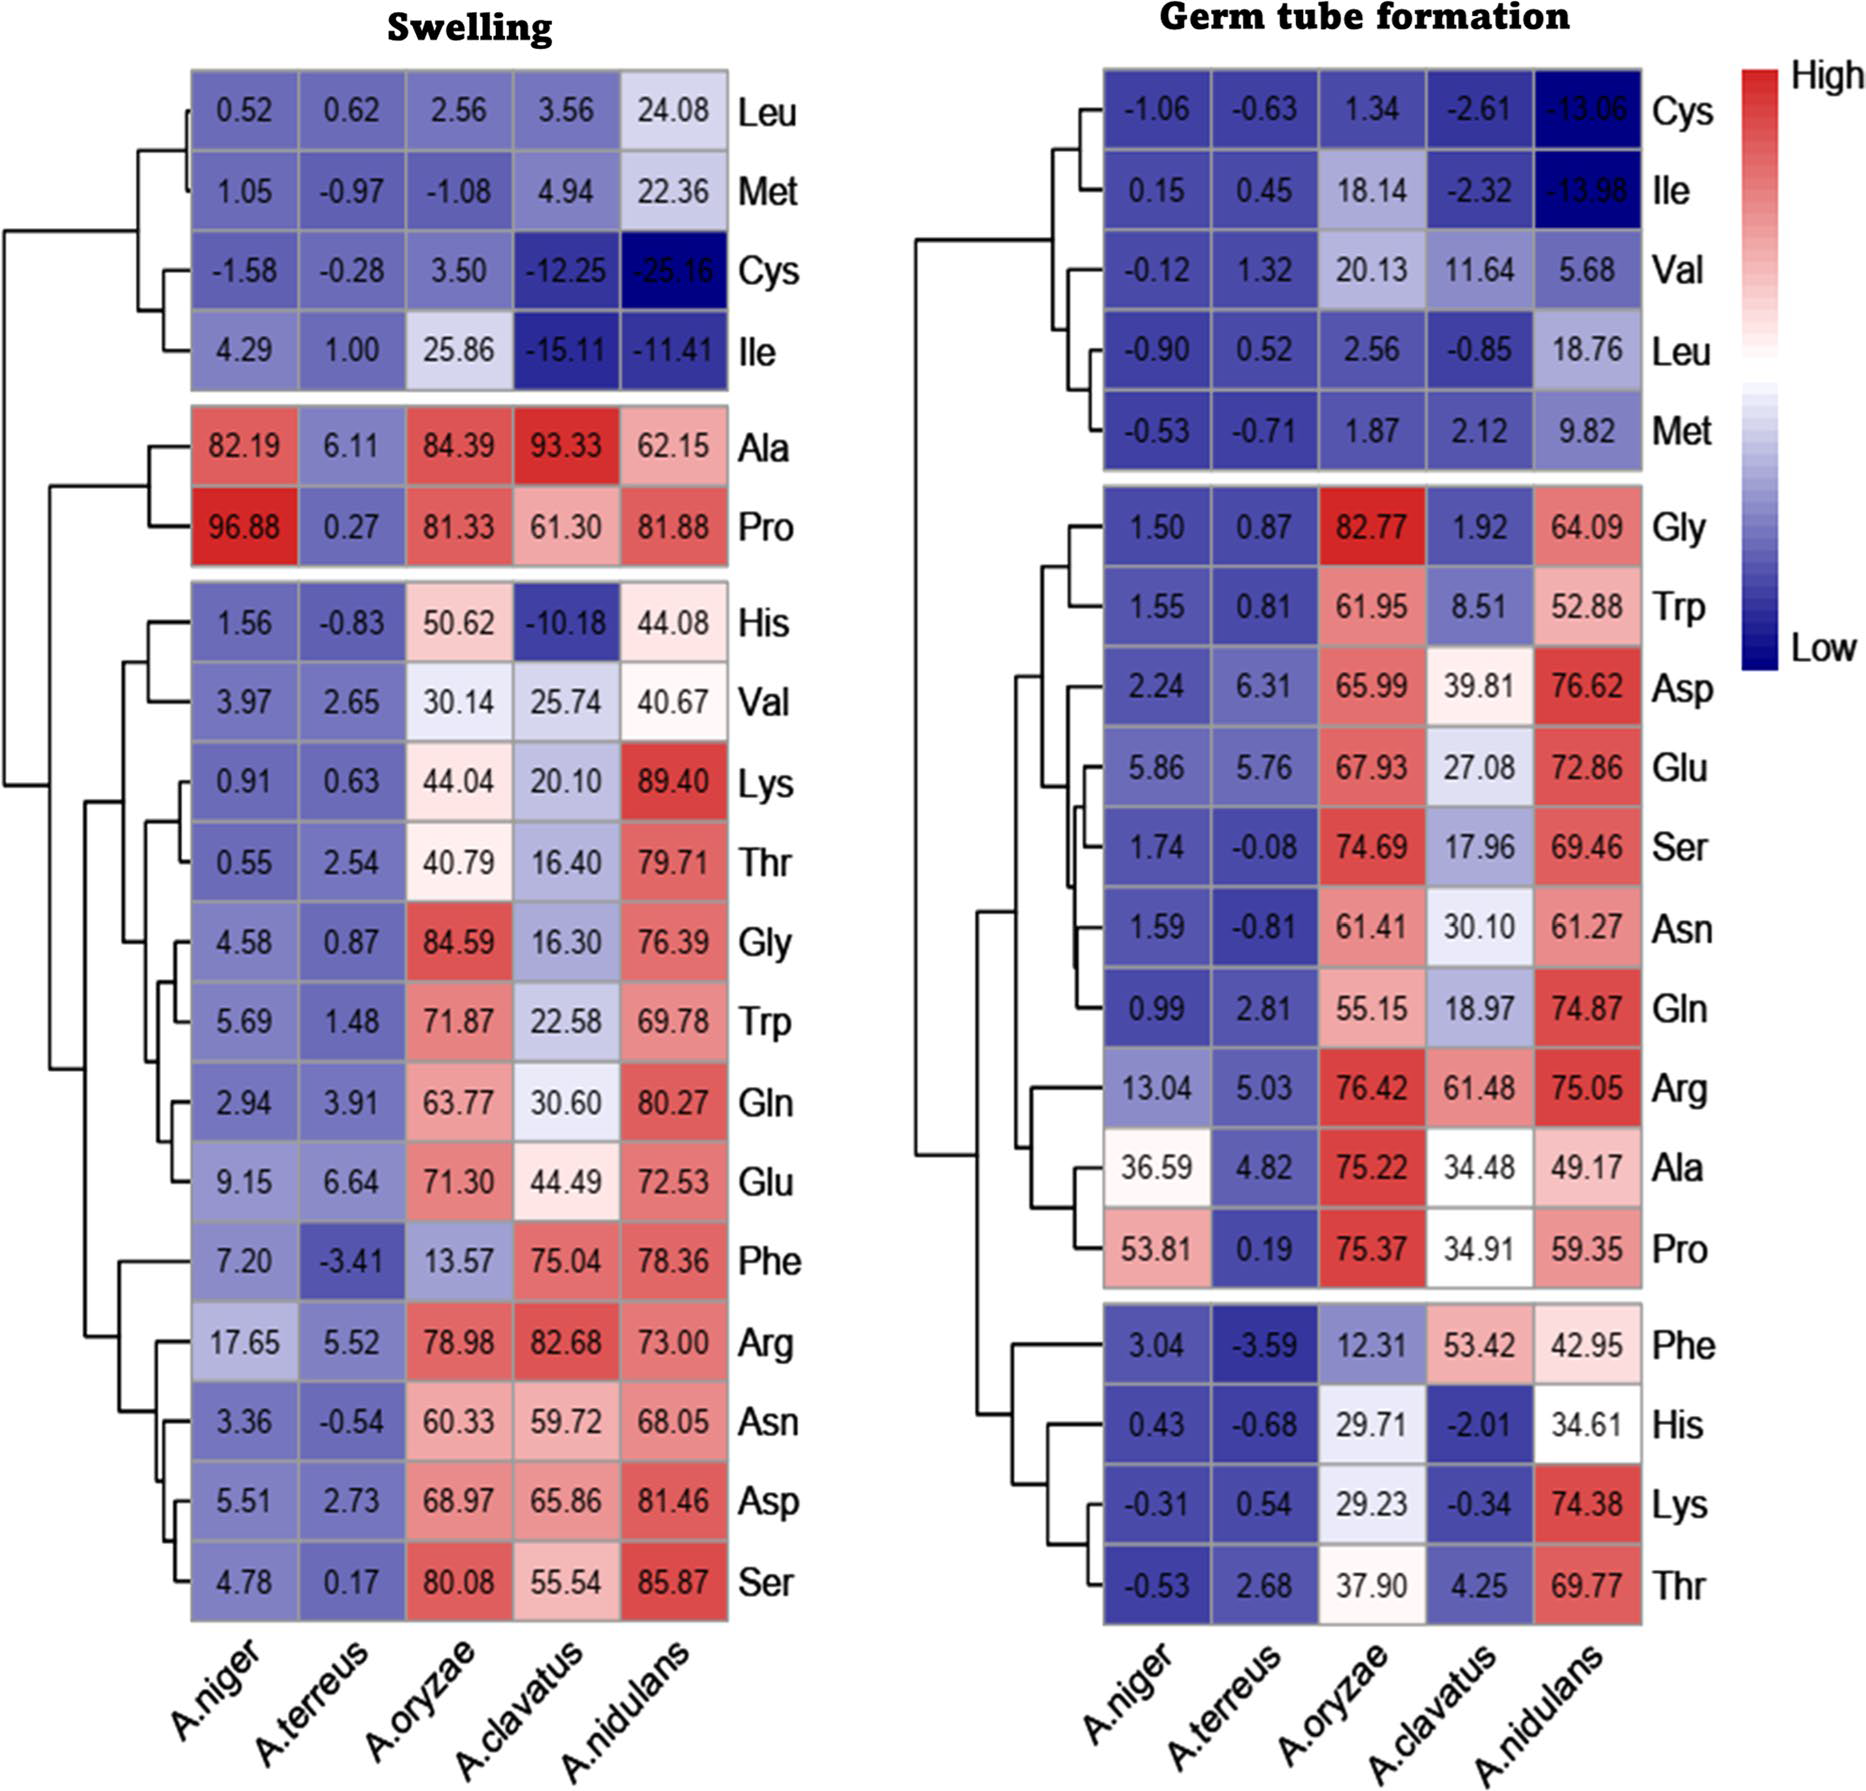 Swelling
0.52 0.62 2.56 3.56 24.08 Leu
1.05 -0.97 -1.08 4.94 22.36 Met
-1.58 -0.28 3.50 -12.25 -25.16 Cys
4.29 1.00 25.86 -15.11 -11.41 Ile
82.19 6.11 84.39 93.33 62.15 Ala
96.88 0.27 81.33 61.30 81.88 Pro
1.56 -0.83 50.62 -10.18 44.08 His
3.97 2.65 30.14 25.74 40.67 Val
0.91 0.63 44.04 20.10 89.40 Lys
0.55 2.54 40.79 16.40 79.71 Thr
4.58 0.87 84.59 16.30 76.39 Gly
5.69 1.48 71.87 22.58 69.78 Trp
2.94 3.91 63.77 30.60 80.27 Gln
9.15 6.64 71.30 44.49 72.53 Glu
7.20 -3.41 13.57 75.04 78.36 Phe
17.65 5.52 78.98 82.68 73.00 Arg
3.36 -0.54 60.33 59.72 68.05 Asn
5.51 2.73 68.97 65.86 81.46 Asp
4.78 0.17 80.08 55.54 85.87 Ser
A.niger A.terreus A.oryzae A.clavatus A.nidulans
Germ tube formation
-1.06 -0.63 1.34 -2.61 -13.06 Cys
0.15 0.45 18.14 -2.32 -13.98 Ile
-0.12 1.32 20.13 11.64 5.68 Val
-0.90 0.52 2.56 -0.85 18.76 Leu
-0.53 -0.71 1.87 2.12 9.82 Met
1.50 0.87 82.77 1.92 64.09 Gly
1.55 0.81 61.95 8.51 52.88 Trp
2.24 6.31 65.99 39.81 76.62 Asp
5.86 5.76 67.93 27.08 72.86 Glu
1.74 -0.08 74.69 17.96 69.46 Ser
1.59 -0.81 61.41 30.10 61.27 Asn
0.99 2.81 55.15 18.97 74.87 Gln
13.04 5.03 76.42 61.48 75.05 Arg
36.59 4.82 75.22 34.48 49.17 Ala
53.81 0.19 75.37 34.91 59.35 Pro
3.04 -3.59 12.31 53.42 42.95 Phe
0.43 -0.68 29.71 -2.01 34.61 His
-0.31 0.54 29.23 -0.34 74.38 Lys
-0.53 2.68 37.90 4.25 69.77 Thr
A.niger A.terreus A.oryzae A.clavatus A.nidulans
High
Low